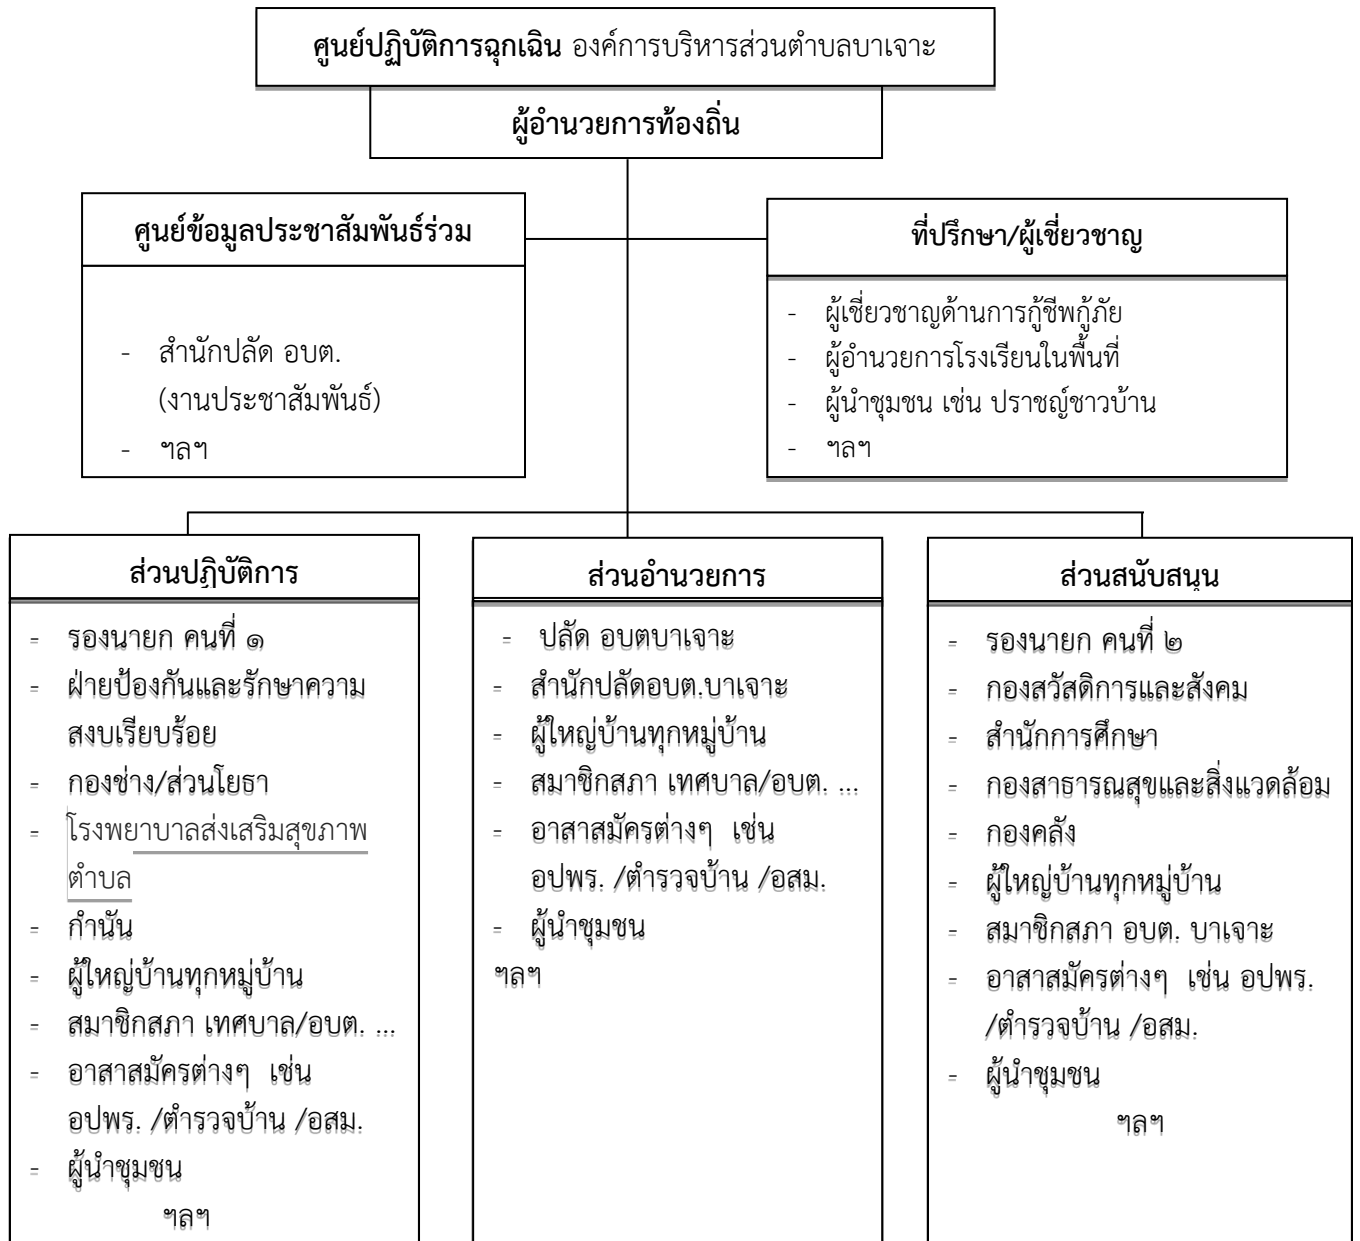 ศูนย์ปฏิบัติการฉุกเฉิน องค์การบริหารส่วนตำบลบาเจาะ
ผู้อำนวยการท้องถิ่น
ศูนย์ข้อมูลประชาสัมพันธ์ร่วม
- สำนักปลัด อบต.
(งานประชาสัมพันธ์)
- ฯลฯ
ที่ปรึกษา/ผู้เชี่ยวชาญ
- ผู้เชี่ยวชาญด้านการกู้ชีพกู้ภัย
- ผู้อำนวยการโรงเรียนในพื้นที่
- ผู้นำชุมชน เช่น ปราชญ์ชาวบ้าน
- ฯลฯ
ส่วนปฏิบัติการ
- รองนายก คนที่ ๑
- ฝ่ายป้องกันและรักษาความ
สงบเรียบร้อย
- กองช่าง/ส่วนโยธา
- โรงพยาบาลส่งเสริมสุขภาพ
ตำบล
- กำนัน
- ผู้ใหญ่บ้านทุกหมู่บ้าน
- สมาชิกสภา เทศบาล/อบต. ...
- อาสาสมัครต่างๆ เช่น
อปพร. /ตำรวจบ้าน /อสม.
- ผู้นำชุมชน
ฯลฯ
ส่วนอำนวยการ
- ปลัด อบตบาเจาะ
- สำนักปลัดอบต.บาเจาะ
- ผู้ใหญ่บ้านทุกหมู่บ้าน
- สมาชิกสภา เทศบาล/อบต. ...
- อาสาสมัครต่างๆ เช่น
อปพร. /ตำรวจบ้าน /อสม.
- ผู้นำชุมชน
ฯลฯ
ส่วนสนับสนุน
- รองนายก คนที่ ๒
- กองสวัสดิการและสังคม
- สำนักการศึกษา
- กองสาธารณสุขและสิ่งแวดล้อม
- กองคลัง
- ผู้ใหญ่บ้านทุกหมู่บ้าน
- สมาชิกสภา อบต. บาเจาะ
- อาสาสมัครต่างๆ เช่น อปพร.
/ตำรวจบ้าน /อสม.
- ผู้นำชุมชน
ฯลฯ